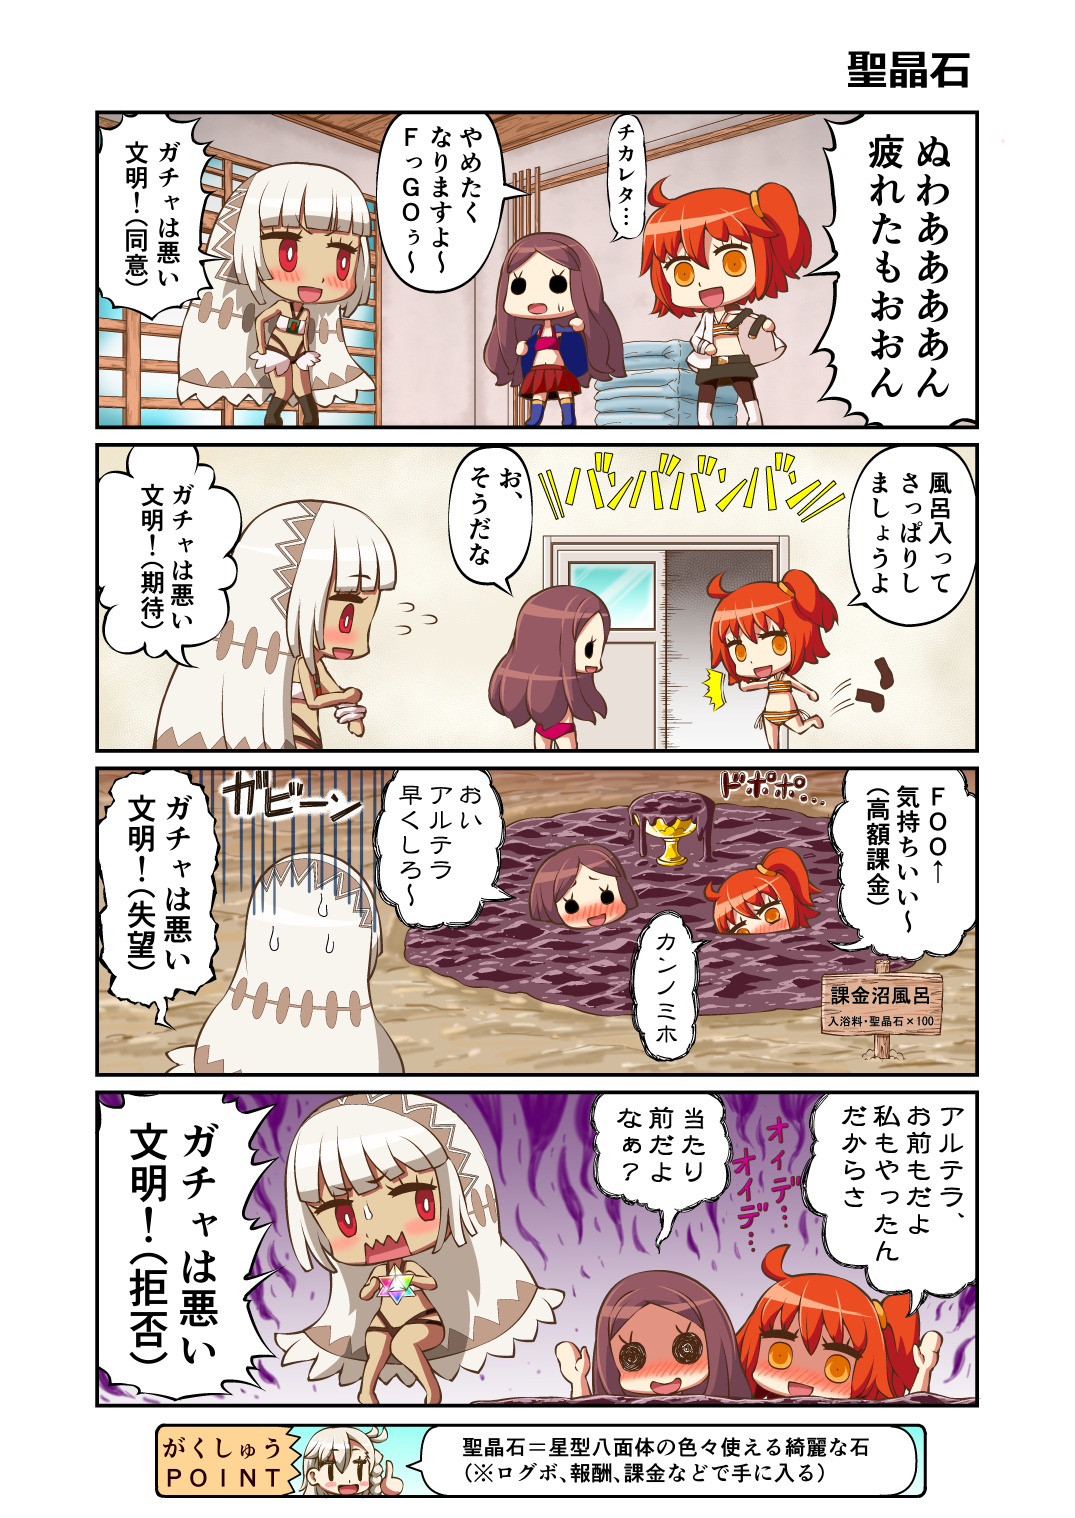 聖晶石
ぬわああああん
疲れたもおおん
チカレタ…
やめたく
なりますよ～
ＦっＧＯぅ～
ガチャは悪い
文明！（同意）
風呂入って
さっぱりし
ましょうよ
バンババンバン
お、
そうだな
ガチャは悪い
文明！（期待）
ＦＯＯ↑
気持ちいい～
（高額課金）
ドポポ…
カンノミホ
おい
アルテラ
早くしろ～
ガビーン
ガチャは悪い
文明！（失望）
課金沼風呂
入浴料・聖晶石×100
アルテラ、
お前もだよ
私もやったん
だからさ
オイデ…
オイデ…
当たり
前だよ
なぁ？
ガチャは悪い
文明！（拒否）
がくしゅう
ＰＯＩＮＴ
聖晶石＝星型八面体の色々使える綺麗な石
（※ログボ、報酬、課金などで手に入る）